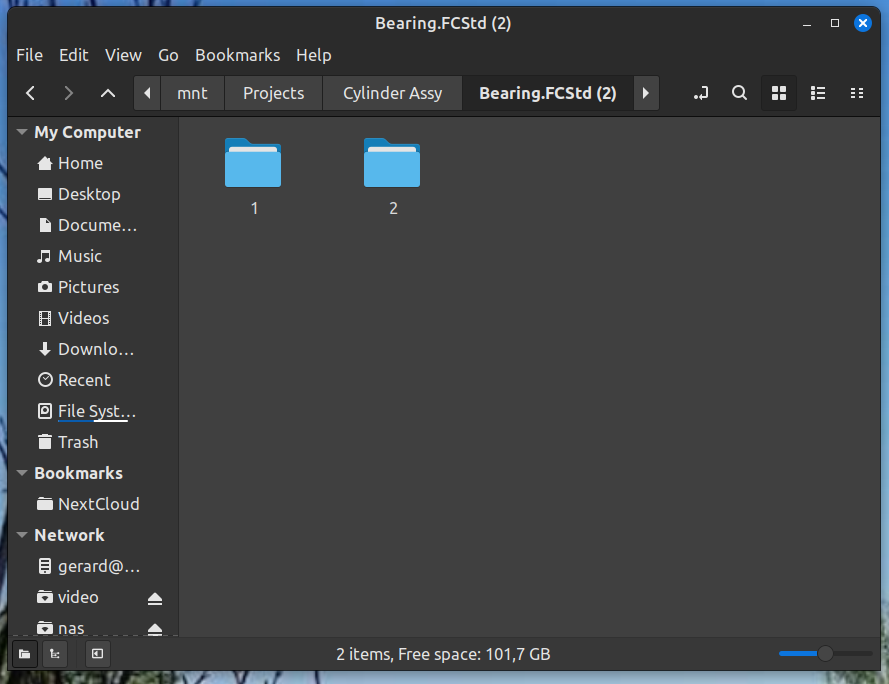 Bearing.FCStd (2)
File Edit View Go Bookmarks Help
mnt Projects Cylinder Assy Bearing.FCStd (2)
My Computer
Home
Desktop
Docume…
Music
Pictures
Videos
Downlo…
Recent
File Syst…
Trash
Bookmarks
NextCloud
Network
gerard@…
video
nas
1
2
2 items, Free space: 101,7 GB